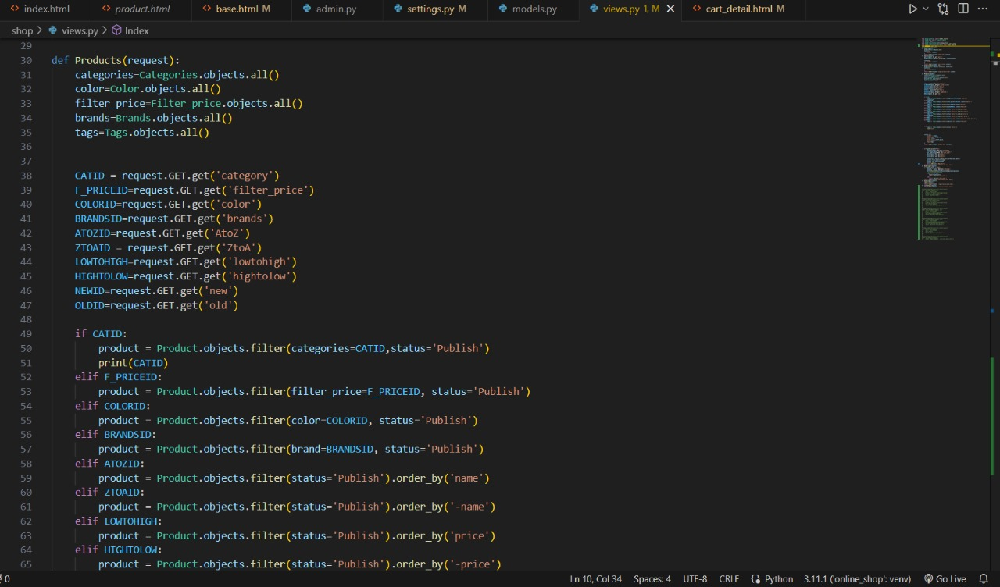 index.html product.html base.html M admin.py settings.py M models.py views.py 1, M cart_detail.html M
shop > views.py > Index
29
30 def Products(request):
31 categories=Categories.objects.all()
32 color=Color.objects.all()
33 filter_price=Filter_price.objects.all()
34 brands=Brands.objects.all()
35 tags=Tags.objects.all()
36
37
38 CATID = request.GET.get('category')
39 F_PRICEID=request.GET.get('filter_price')
40 COLORID=request.GET.get('color')
41 BRANDSID=request.GET.get('brands')
42 ATOZID=request.GET.get('AtoZ')
43 ZTOAID = request.GET.get('ZtoA')
44 LOWTOHIGH=request.GET.get('lowtohigh')
45 HIGHTOLOW=request.GET.get('hightolow')
46 NEWID=request.GET.get('new')
47 OLDID=request.GET.get('old')
48
49 if CATID:
50 product = Product.objects.filter(categories=CATID,status='Publish')
51 print(CATID)
52 elif F_PRICEID:
53 product = Product.objects.filter(filter_price=F_PRICEID, status='Publish')
54 elif COLORID:
55 product = Product.objects.filter(color=COLORID, status='Publish')
56 elif BRANDSID:
57 product = Product.objects.filter(brand=BRANDSID, status='Publish')
58 elif ATOZID:
59 product = Product.objects.filter(status='Publish').order_by('name')
60 elif ZTOAID:
61 product = Product.objects.filter(status='Publish').order_by('-name')
62 elif LOWTOHIGH:
63 product = Product.objects.filter(status='Publish').order_by('price')
64 elif HIGHTOLOW:
65 product = Product.objects.filter(status='Publish').order_by('-price')
0 Ln 10, Col 34 Spaces: 4 UTF-8 CRLF Python 3.11.1 ('online_shop': venv) Go Live